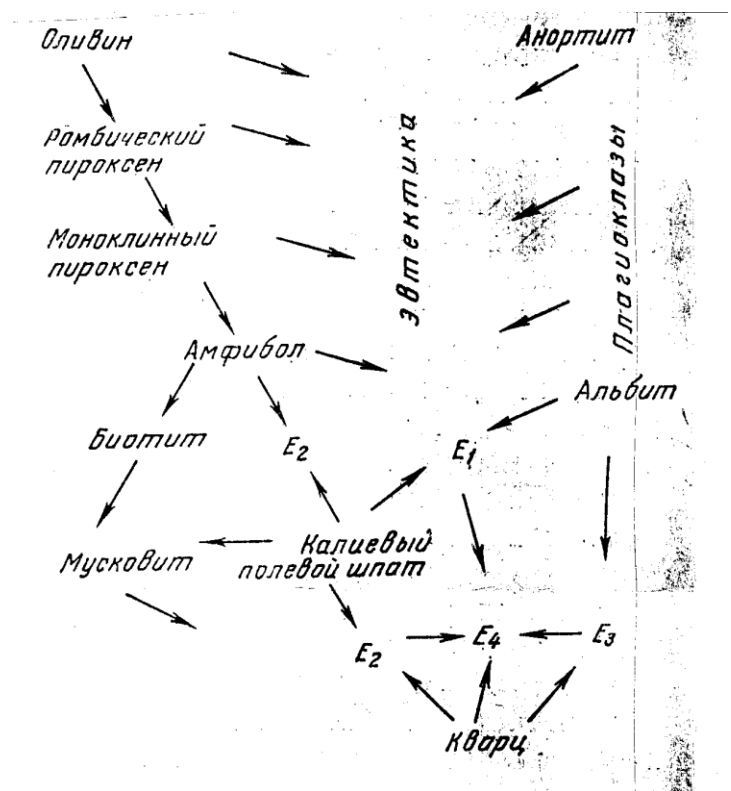 Оливин
Анортит
Ромбический
пироксен
Эвтектика
Плагиоклазы
Моноклинный
пироксен
Амфибол
Альбит
Биотит
E2
E1
Мусковит
Калиевый
полевой шпат
E2
E4
E3
Кварц